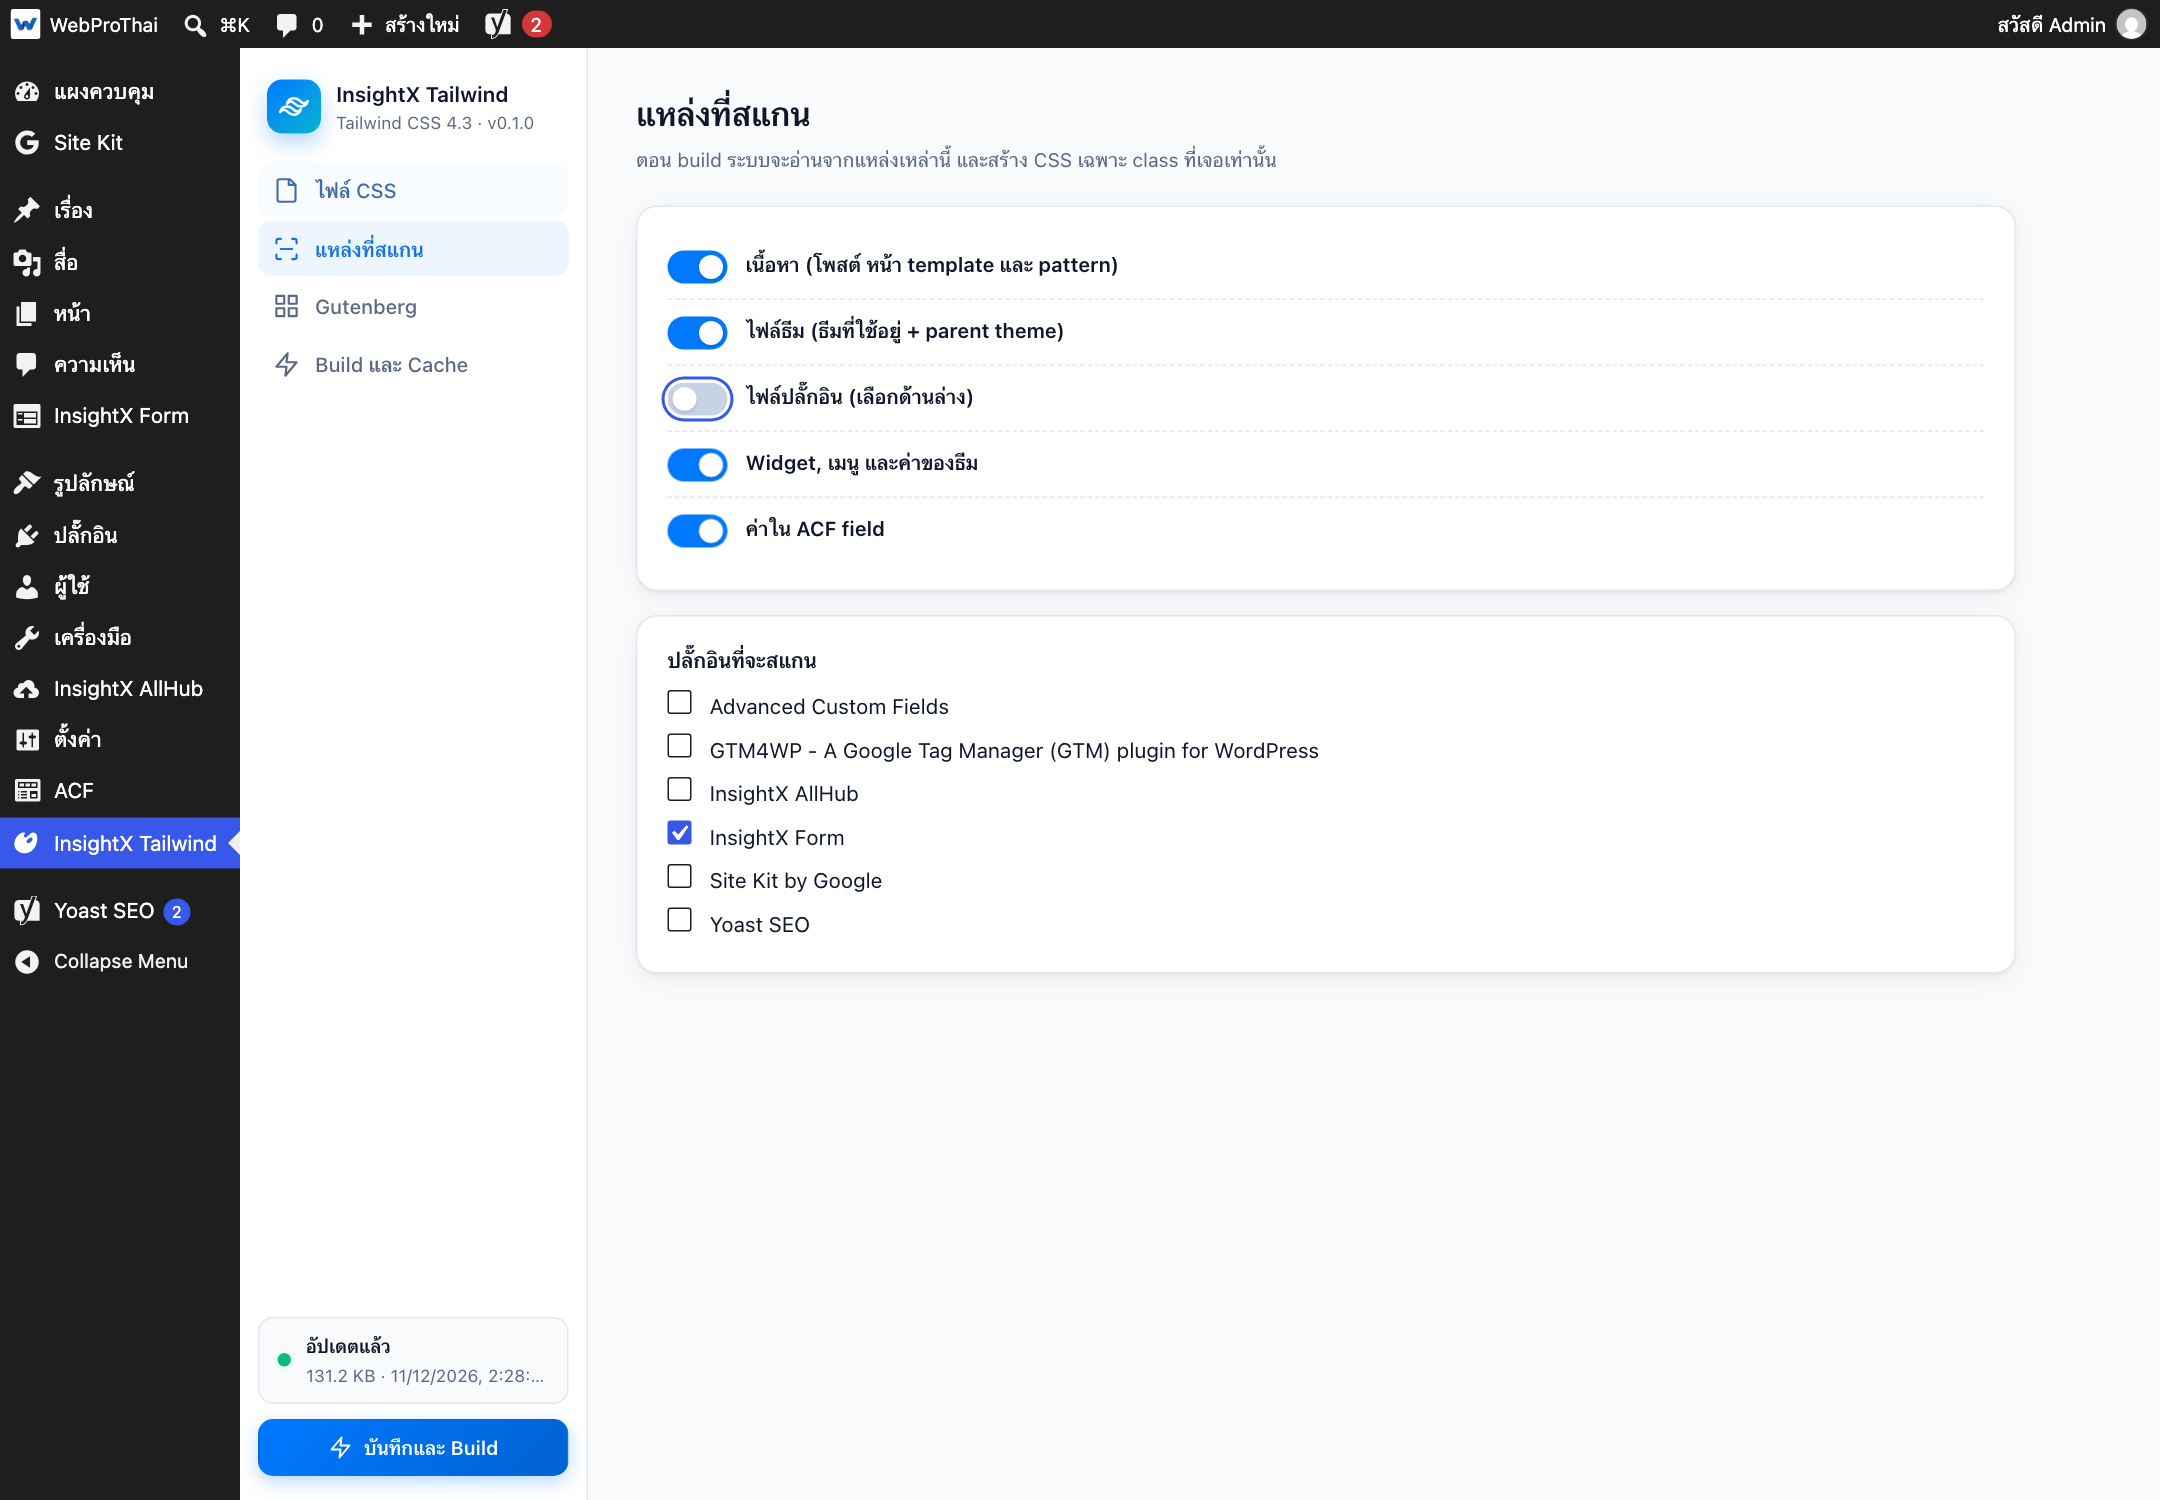 WebProThai
⌘K
0
สร้างใหม่
2
สวัสดี Admin
แผงควบคุม
Site Kit
เรื่อง
สื่อ
หน้า
ความเห็น
InsightX Form
รูปลักษณ์
ปลั๊กอิน
ผู้ใช้
เครื่องมือ
InsightX AllHub
ตั้งค่า
ACF
InsightX Tailwind
Yoast SEO 2
Collapse Menu
InsightX Tailwind
Tailwind CSS 4.3 · v0.1.0
ไฟล์ CSS
แหล่งที่สแกน
Gutenberg
Build และ Cache
อัปเดตแล้ว
131.2 KB · 11/12/2026, 2:28:...
บันทึกและ Build
แหล่งที่สแกน
ตอน build ระบบจะอ่านจากแหล่งเหล่านี้ และสร้าง CSS เฉพาะ class ที่เจอเท่านั้น
เนื้อหา (โพสต์ หน้า template และ pattern)
ไฟล์ธีม (ธีมที่ใช้อยู่ + parent theme)
ไฟล์ปลั๊กอิน (เลือกด้านล่าง)
Widget, เมนู และค่าของธีม
ค่าใน ACF field
ปลั๊กอินที่จะสแกน
Advanced Custom Fields
GTM4WP - A Google Tag Manager (GTM) plugin for WordPress
InsightX AllHub
InsightX Form
Site Kit by Google
Yoast SEO